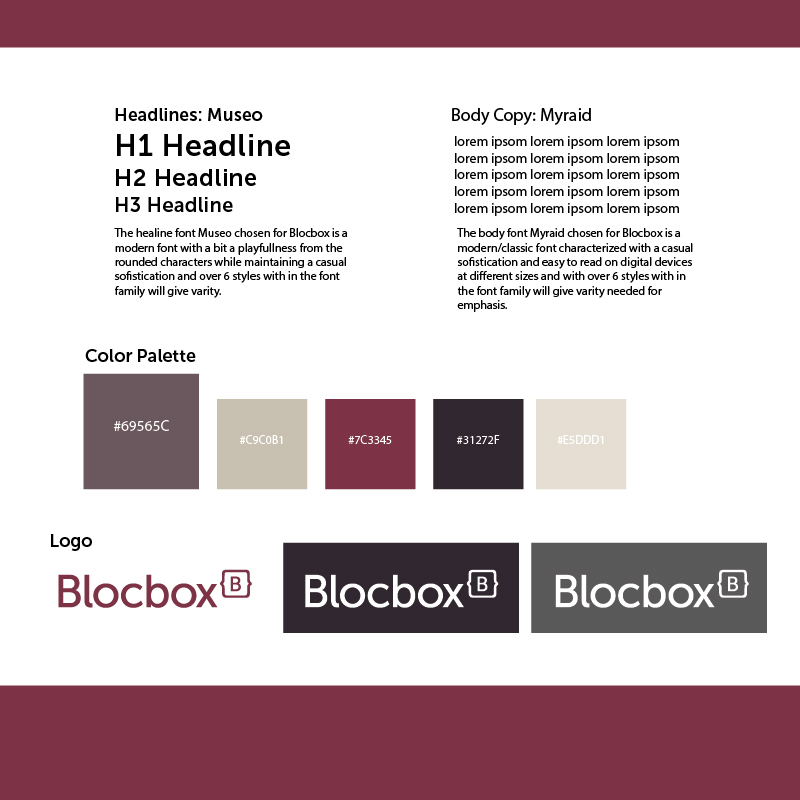 Headlines: Museo
H1 Headline
H2 Headline
H3 Headline
The healine font Museo chosen for Blocbox is a
modern font with a bit a playfullness from the
rounded characters while maintaining a casual
sofistication and over 6 styles with in the font
family will give varity.
Body Copy: Myraid
lorem ipsom lorem ipsom lorem ipsom
lorem ipsom lorem ipsom lorem ipsom
lorem ipsom lorem ipsom lorem ipsom
lorem ipsom lorem ipsom lorem ipsom
lorem ipsom lorem ipsom lorem ipsom
The body font Myraid chosen for Blocbox is a
modern/classic font characterized with a casual
sofistication and easy to read on digital devices
at different sizes and with over 6 styles with in
the font family will give varity needed for
emphasis.
Color Palette
#69565C
#C9C0B1
#7C3345
#31272F
#E5DDD1
Logo
Blocbox {B}
Blocbox {B}
Blocbox {B}